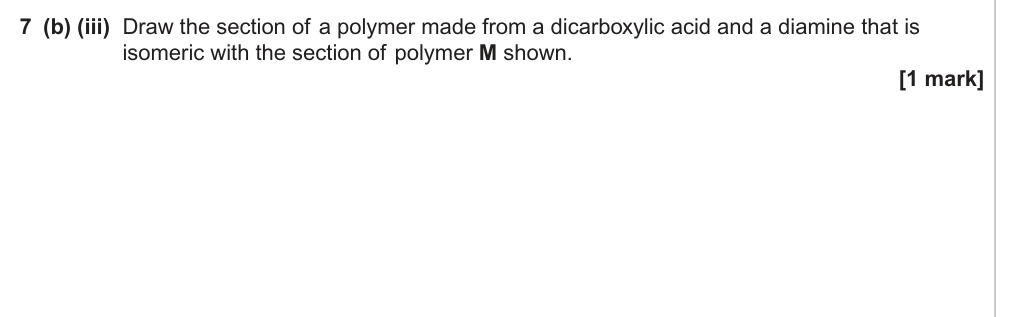 7 (b) (iii) Draw the section of a polymer made from a dicarboxylic acid and a diamine that is
isomeric with the section of polymer M shown.
[1 mark]